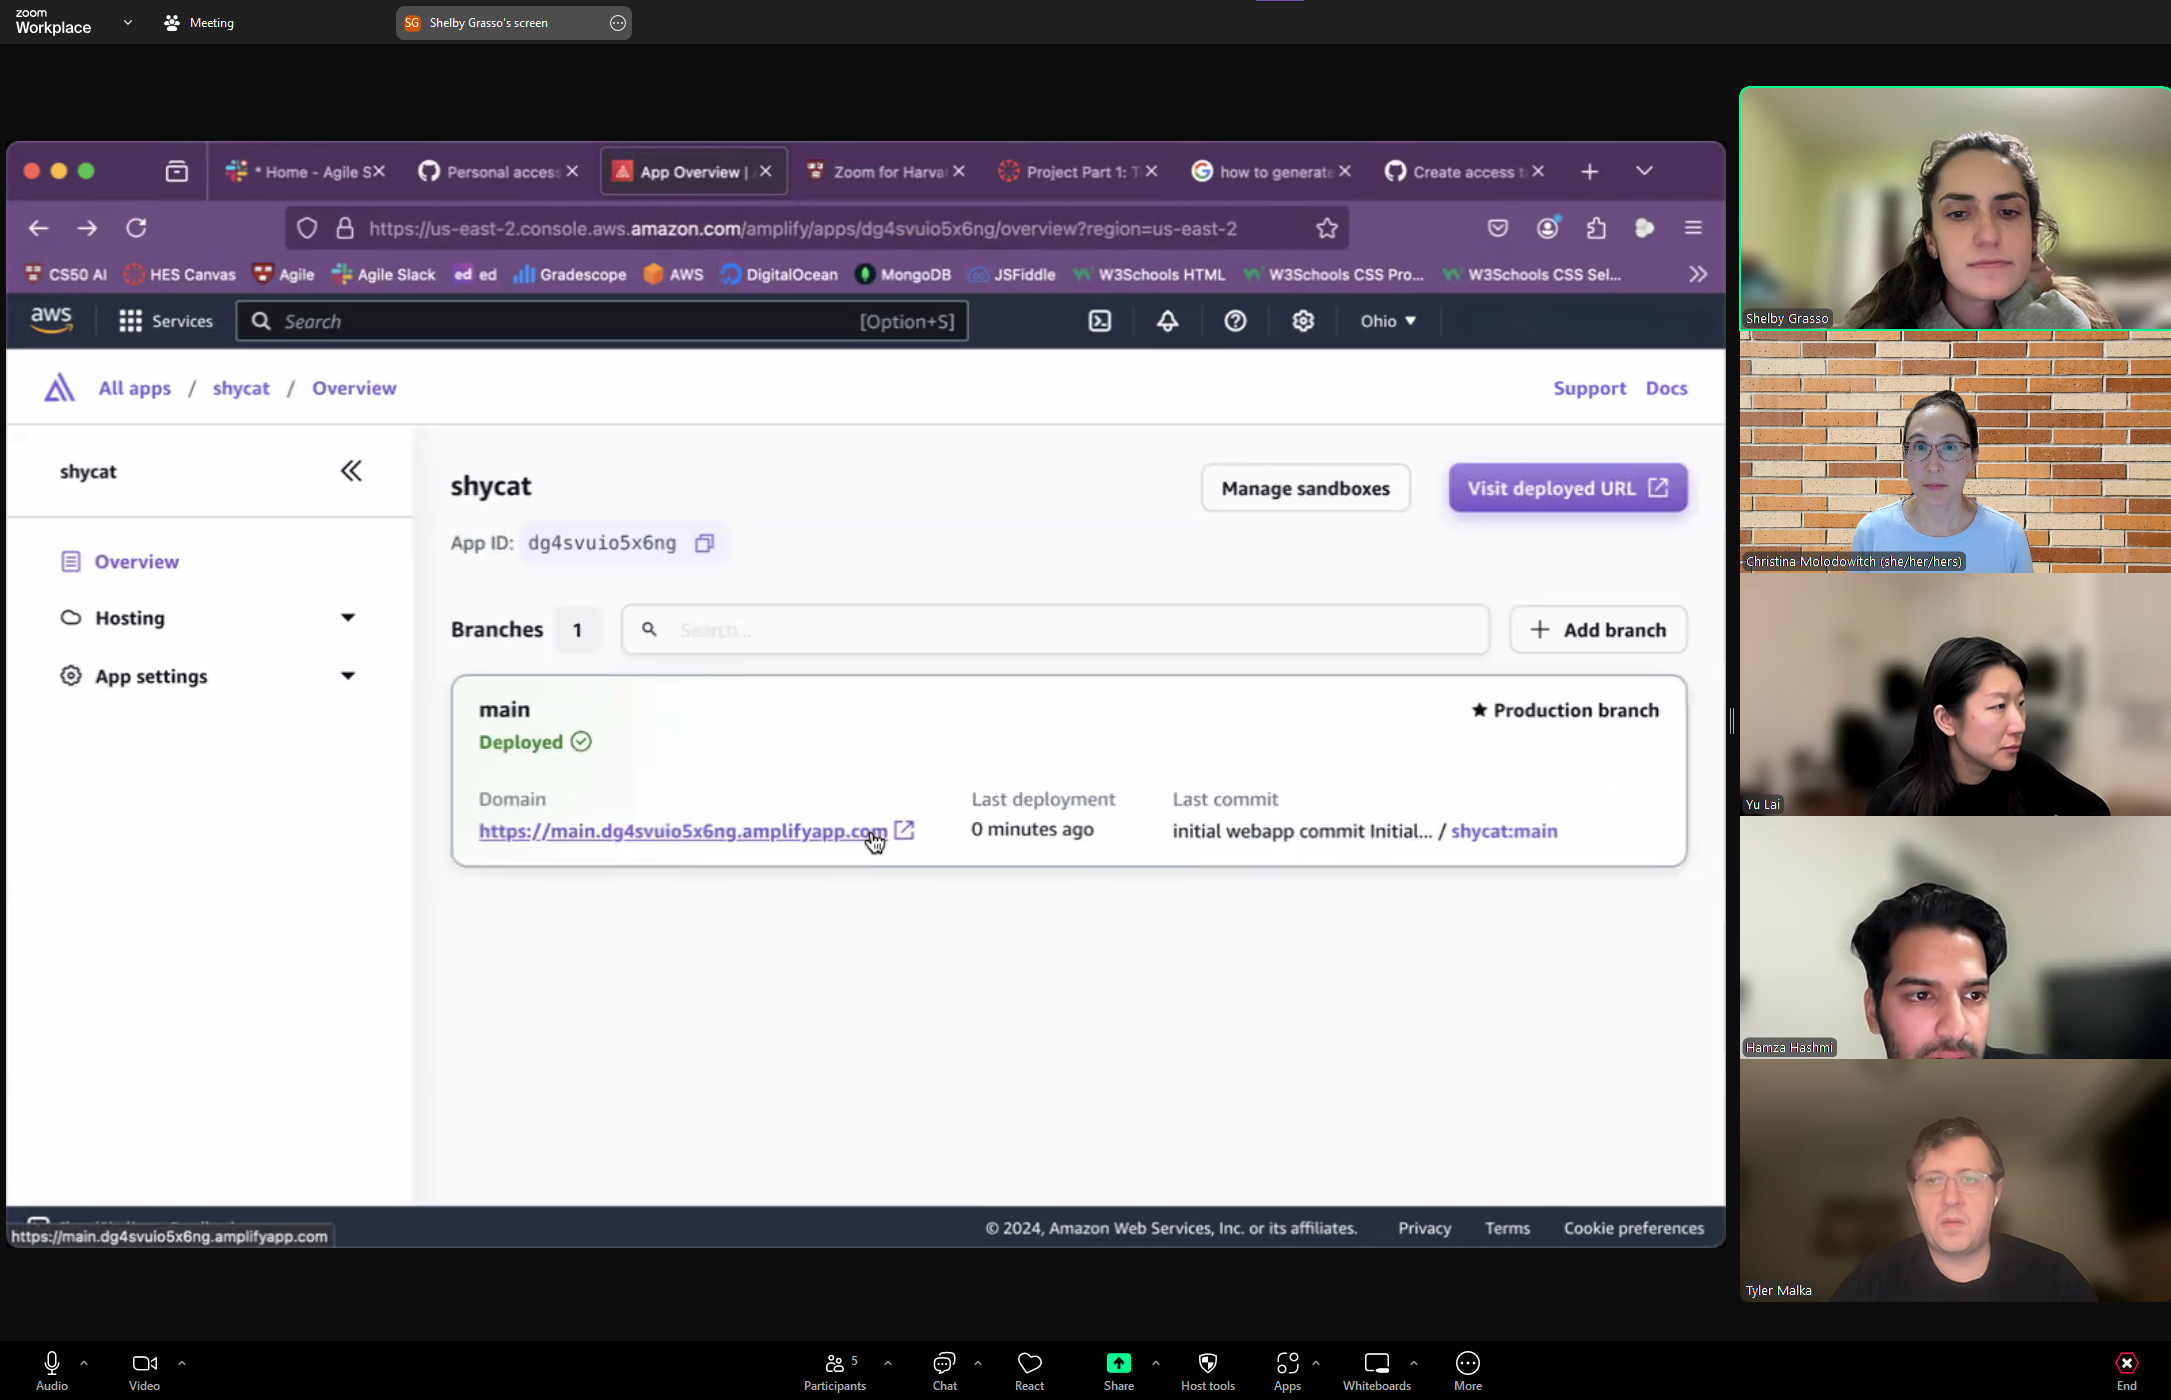 zoom
Workplace
Meeting
SG Shelby Grasso's screen
* Home - Agile S
Personal access
App Overview |
Zoom for Harva
Project Part 1: T
how to generate
Create access t
https://us-east-2.console.aws.amazon.com/amplify/apps/dg4svuio5x6ng/overview?region=us-east-2
CS50 AI
HES Canvas
Agile
Agile Slack
ed ed
Gradescope
AWS
DigitalOcean
MongoDB
JSFiddle
W3Schools HTML
W3Schools CSS Pro...
W3Schools CSS Sel...
aws
Services
Search
[Option+S]
Ohio
All apps / shycat / Overview
Support
Docs
shycat
Overview
Hosting
App settings
shycat
Manage sandboxes
Visit deployed URL
App ID: dg4svuio5x6ng
Branches 1
Search...
Add branch
main
Production branch
Deployed
Domain
Last deployment
Last commit
https://main.dg4svuio5x6ng.amplifyapp.com
0 minutes ago
initial webapp commit Initial... / shycat:main
© 2024, Amazon Web Services, Inc. or its affiliates.
Privacy
Terms
Cookie preferences
https://main.dg4svuio5x6ng.amplifyapp.com
Shelby Grasso
Christina Molodowitch (she/her/hers)
Yu Lai
Hamza Hashmi
Tyler Malka
Audio
Video
Participants
5
Chat
React
Share
Host tools
Apps
Whiteboards
More
End